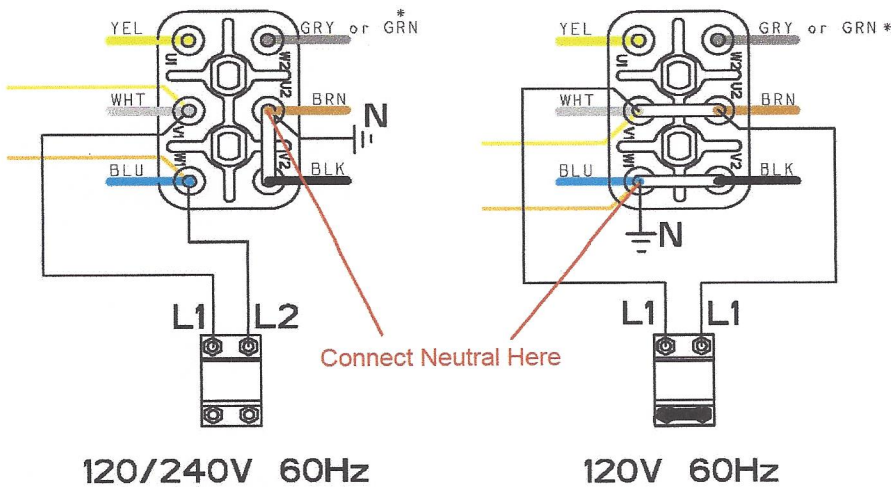 YEL
GRY or GRN *
U1
W2
U2
WHT
BRN
V1
N
W1
V2
BLU
BLK
L1 L2
120/240V 60Hz
YEL
GRY or GRN *
U1
W2
U2
WHT
BRN
V1
W1
V2
BLU
BLK
N
L1 L1
Connect Neutral Here
120V 60Hz